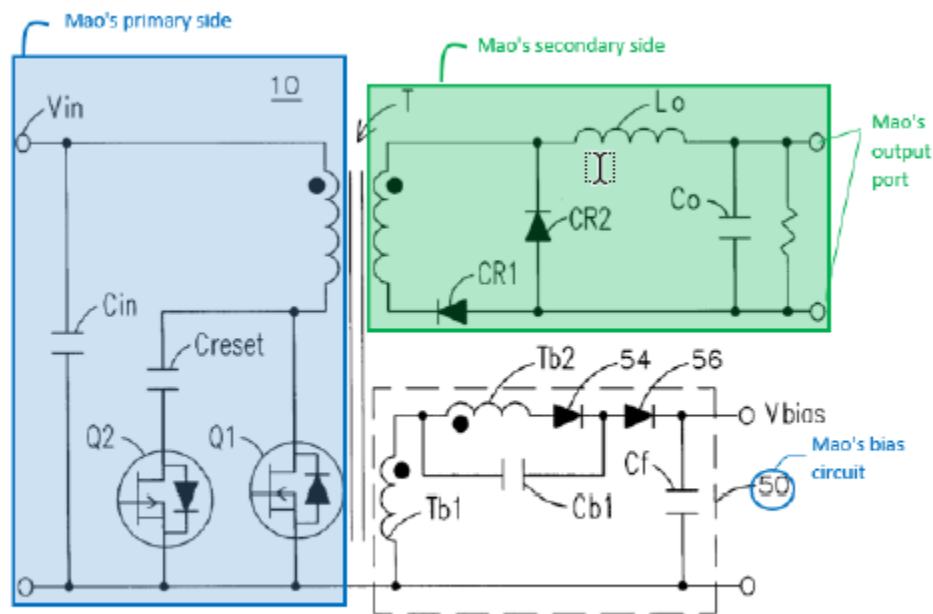 Mao's primary side
Mao's secondary side
10
Vin
T
Lo
Mao's
output
port
Co
CR2
CR1
Cin
Creset
Tb2
54
56
Vbias
Q2
Q1
Mao's bias
circuit
Cf
50
Cb1
Tb1